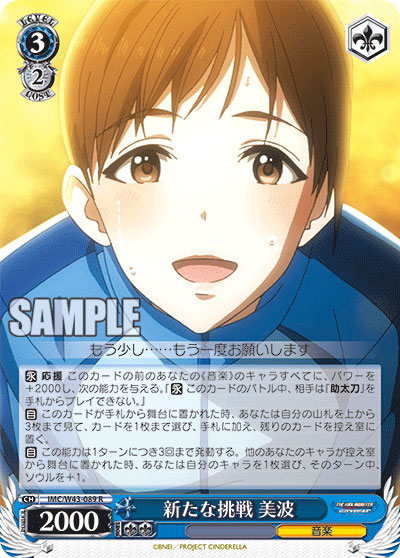 LEVEL
3
2
COST
SAMPLE
もう少し……もう一度お願いします
永 応援 このカードの前のあなたの《音楽》のキャラすべてに、パワーを
+2000し、次の能力を与える。『永 このカードのバトル中、相手は「助太刀」を
手札からプレイできない。』
自 このカードが手札から舞台に置かれた時、あなたは自分の山札を上から
3枚まで見て、カードを1枚まで選び、手札に加え、残りのカードを控え室に
置く。
自 この能力は1ターンにつき3回まで発動する。他のあなたのキャラが
控え室から舞台に置かれた時、あなたは自分のキャラを1枚選び、そのターン中、
ソウルを+1。
IMC/W43-089 R
2000
新たな挑戦 美波
音楽
©BNEI/PROJECT CINDERELLA